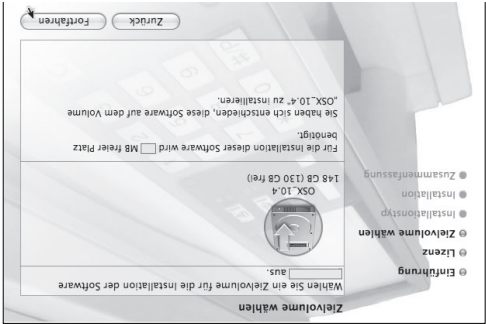 Zielvolume wählen
Wählen Sie ein Zielvolume für die Installation der Software
aus.
Einführung
Lizenz
Zielvolume wählen
Installationstyp
Installation
Zusammenfassung
OSX_10.4
148 GB (130 GB frei)
Für die Installation dieser Software wird MB freier Platz
benötigt.
Sie haben sich entschieden, diese Software auf dem Volume
„OSX_10.4“ zu installieren.
Zurück
Fortfahren